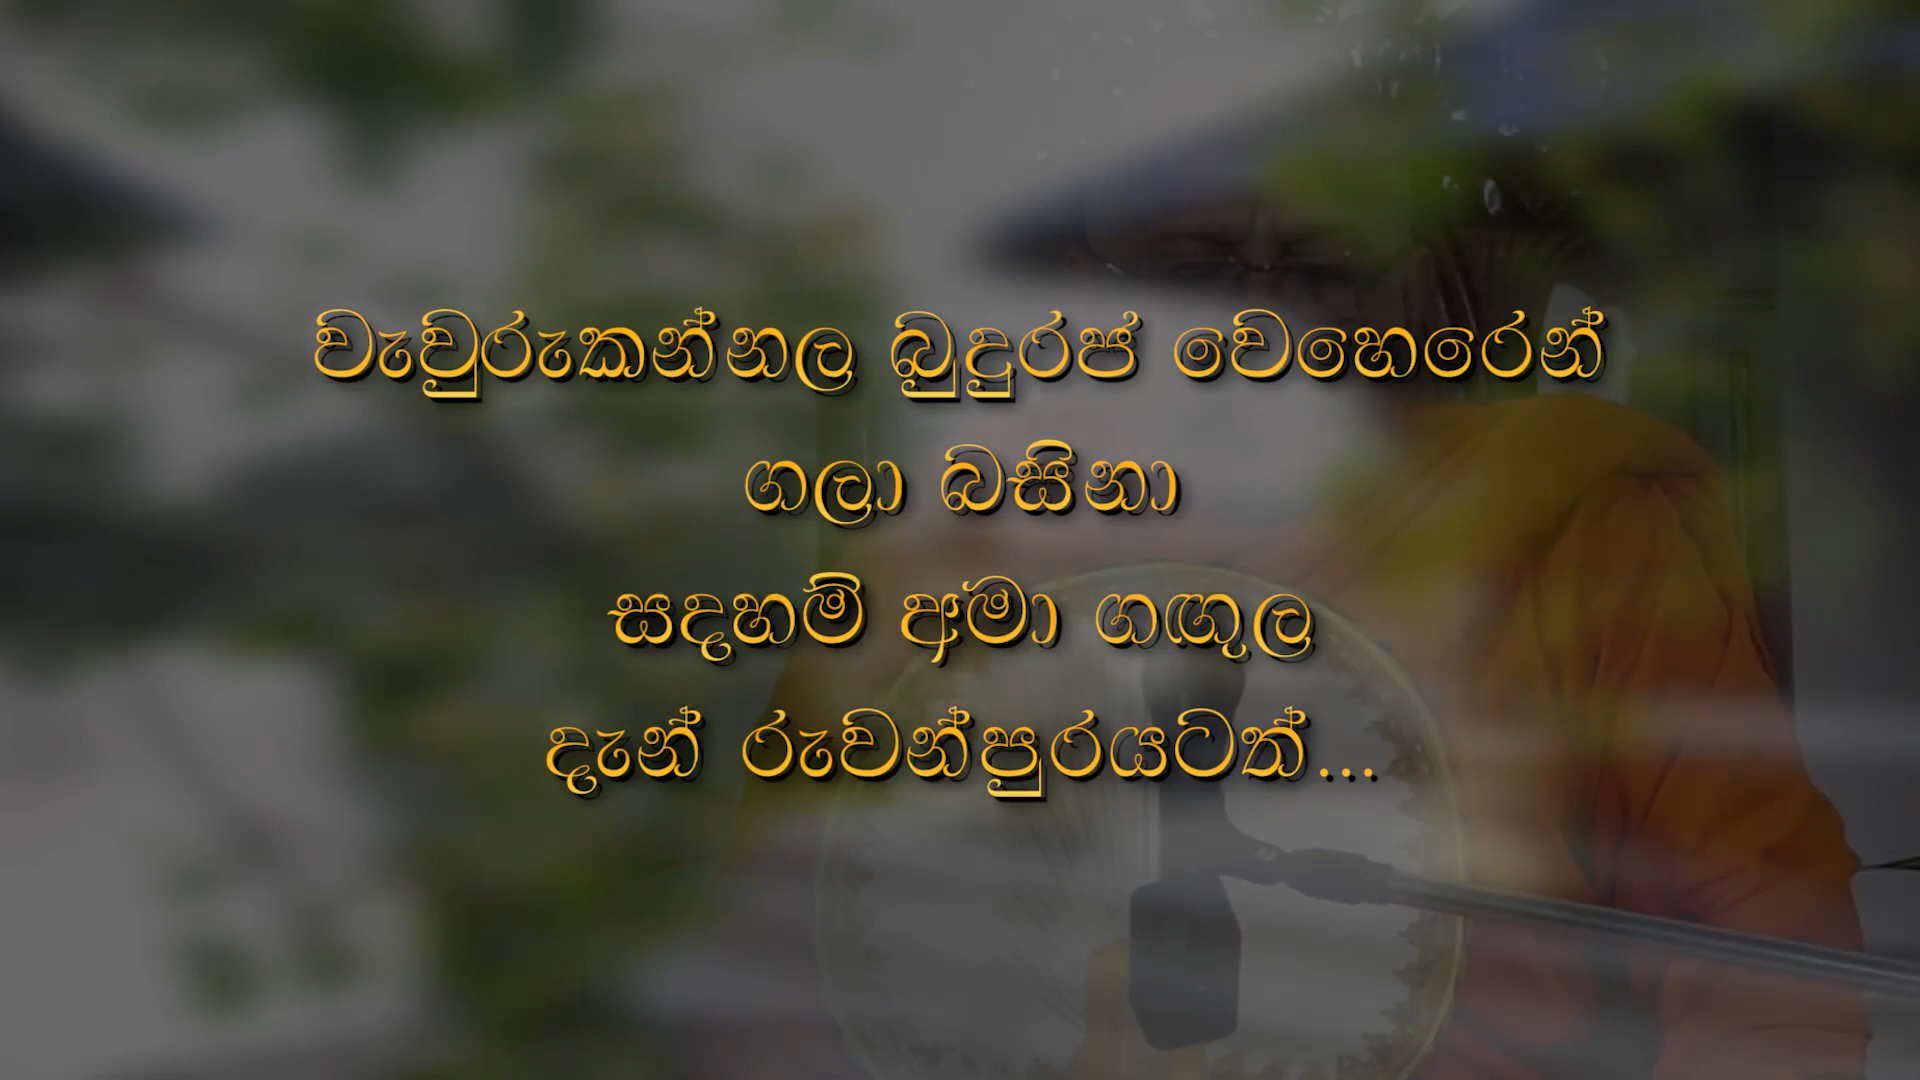 වැවුරුකන්නල බුදුරජ වෙහෙරෙන්
ගලා බසිනා
සදහම් අමා ගඟුල
දැන් රුවන්පුරයටත්...